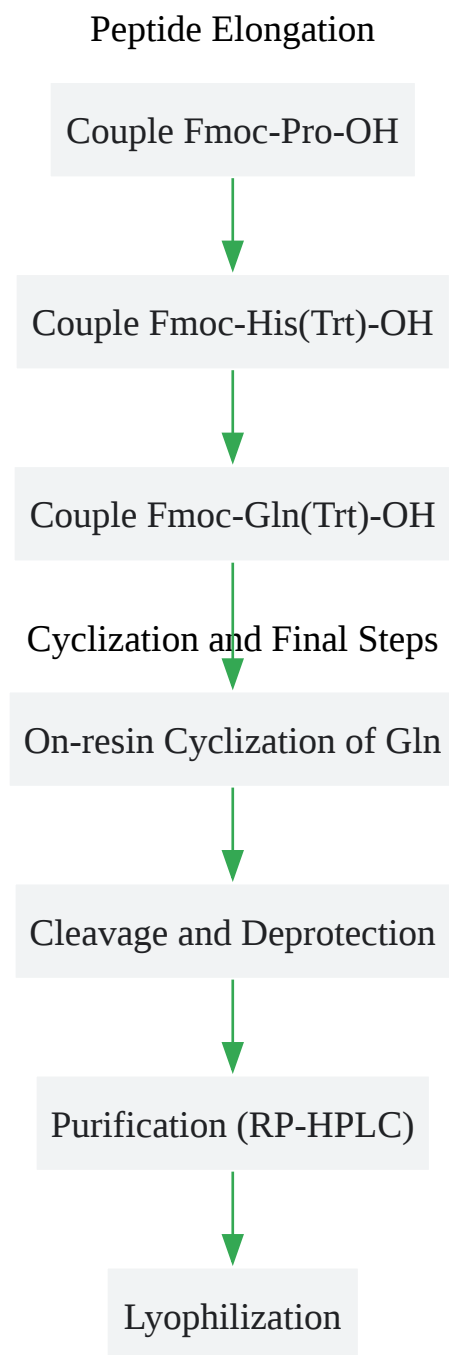 Peptide Elongation
Couple Fmoc-Pro-OH
Couple Fmoc-His(Trt)-OH
Couple Fmoc-Gln(Trt)-OH
Cyclization and Final Steps
On-resin Cyclization of Gln
Cleavage and Deprotection
Purification (RP-HPLC)
Lyophilization